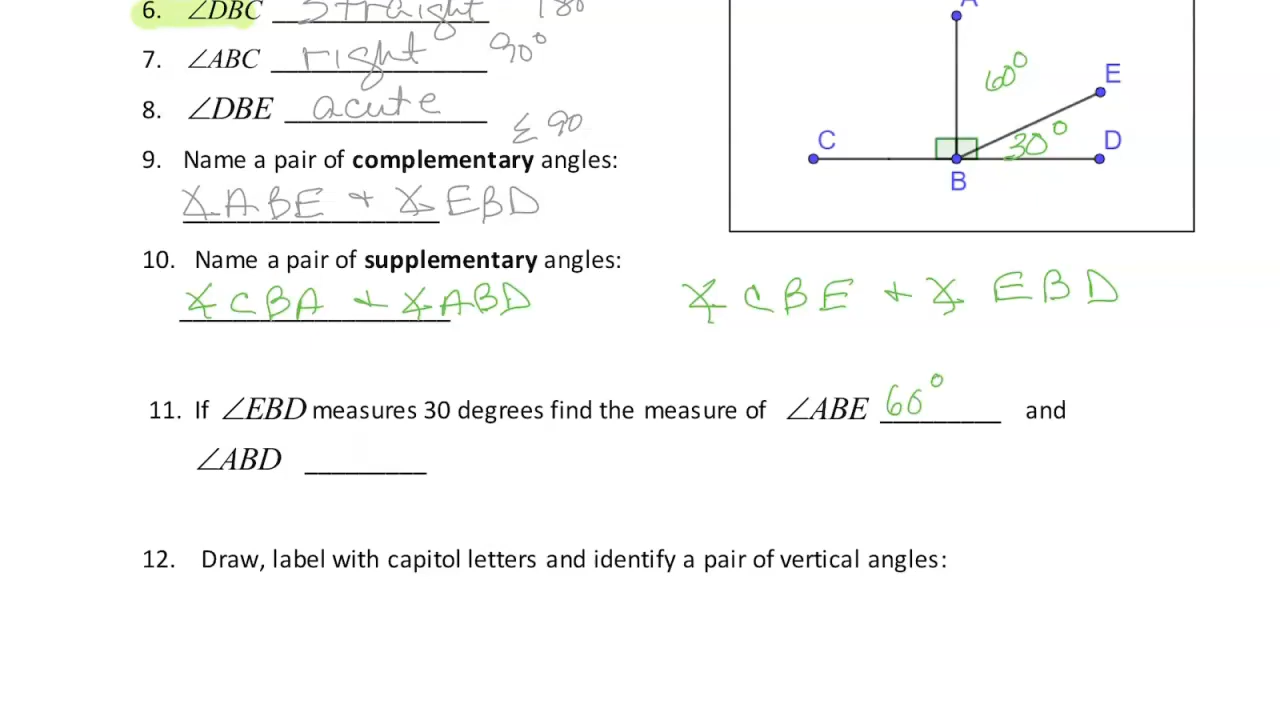 6. ∠DBC straight 180
7. ∠ABC right 90°
8. ∠DBE acute
≤ 90
9. Name a pair of complementary angles:
∡ABE + ∡EBD
10. Name a pair of supplementary angles:
∡CBA + ∡ABD
∡CBE + ∡EBD
11. If ∠EBD measures 30 degrees find the measure of ∠ABE 60° and
∠ABD
12. Draw, label with capitol letters and identify a pair of vertical angles:
A
60°
E
C
30°
D
B